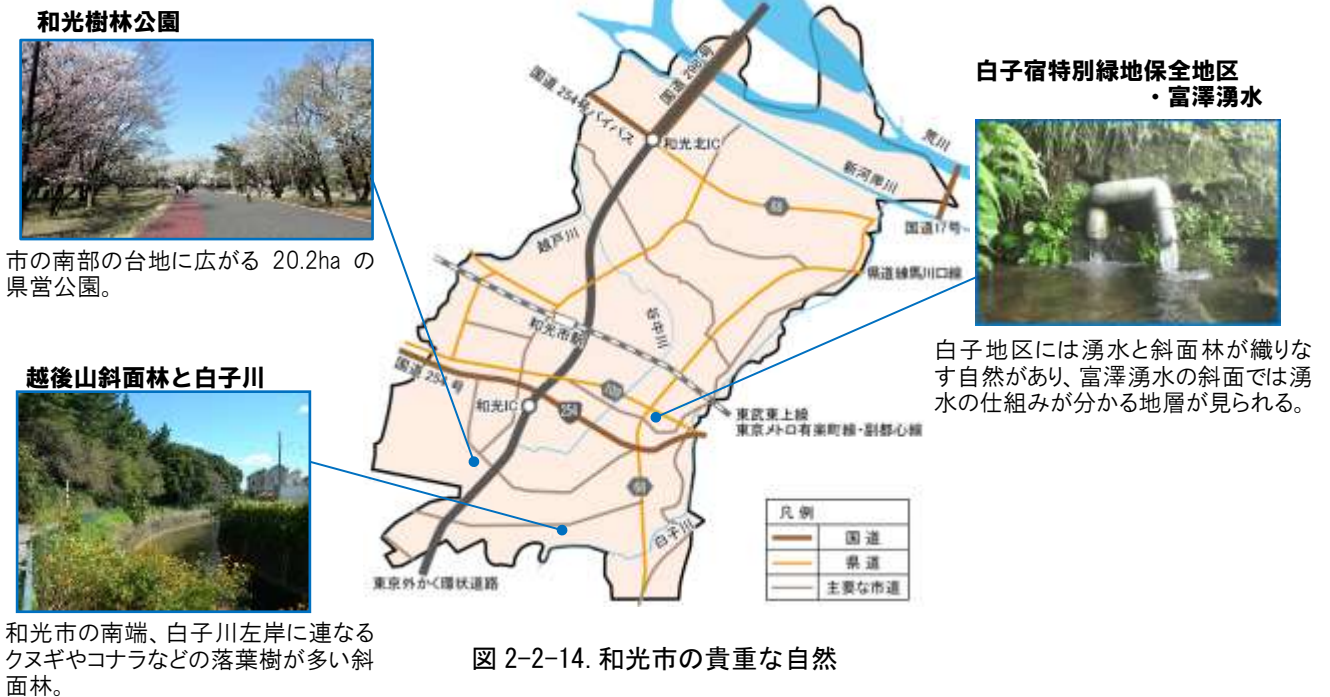 和光樹林公園
市の南部の台地に広がる 20.2ha の
県営公園。
越後山斜面林と白子川
和光市の南端、白子川左岸に連なる
クヌギやコナラなどの落葉樹が多い斜
面林。
国道 298号
国道 254号バイパス
和光北IC
荒川
新河岸川
国道17号
68
越戸川
県道練馬川口線
谷中川
和光市駅
国道 254 号
和光IC
109
254
東武東上線
東京メトロ有楽町線・副都心線
68
白子川
東京外かく環状道路
凡 例
国 道
県 道
主要な市道
白子宿特別緑地保全地区
・富澤湧水
白子地区には湧水と斜面林が織りな
す自然があり、富澤湧水の斜面では湧
水の仕組みが分かる地層が見られる。
図 2-2-14. 和光市の貴重な自然